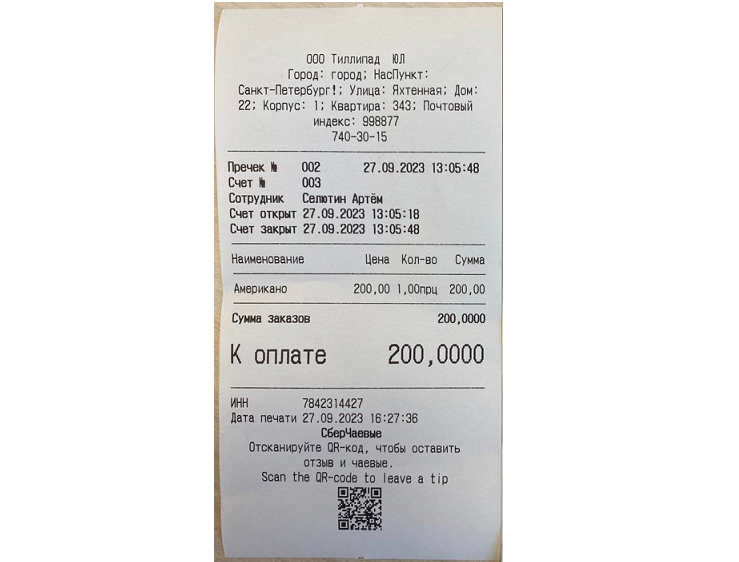 ООО Тиллипад ЮЛ
Город: город; НасПункт:
Санкт-Петербург!; Улица: Яхтенная; Дом:
22; Корпус: 1; Квартира: 343; Почтовый
индекс: 998877
740-30-15
Пречек № 002 27.09.2023 13:05:48
Счет № 003
Сотрудник Селютин Артём
Счет открыт 27.09.2023 13:05:18
Счет закрыт 27.09.2023 13:05:48
Наименование Цена Кол-во Сумма
Американо 200,00 1,00прц 200,00
Сумма заказов 200,0000
К оплате 200,0000
ИНН 7842314427
Дата печати 27.09.2023 16:27:36
СберЧаевые
Отсканируйте QR-код, чтобы оставить
отзыв и чаевые.
Scan the QR-code to leave a tip